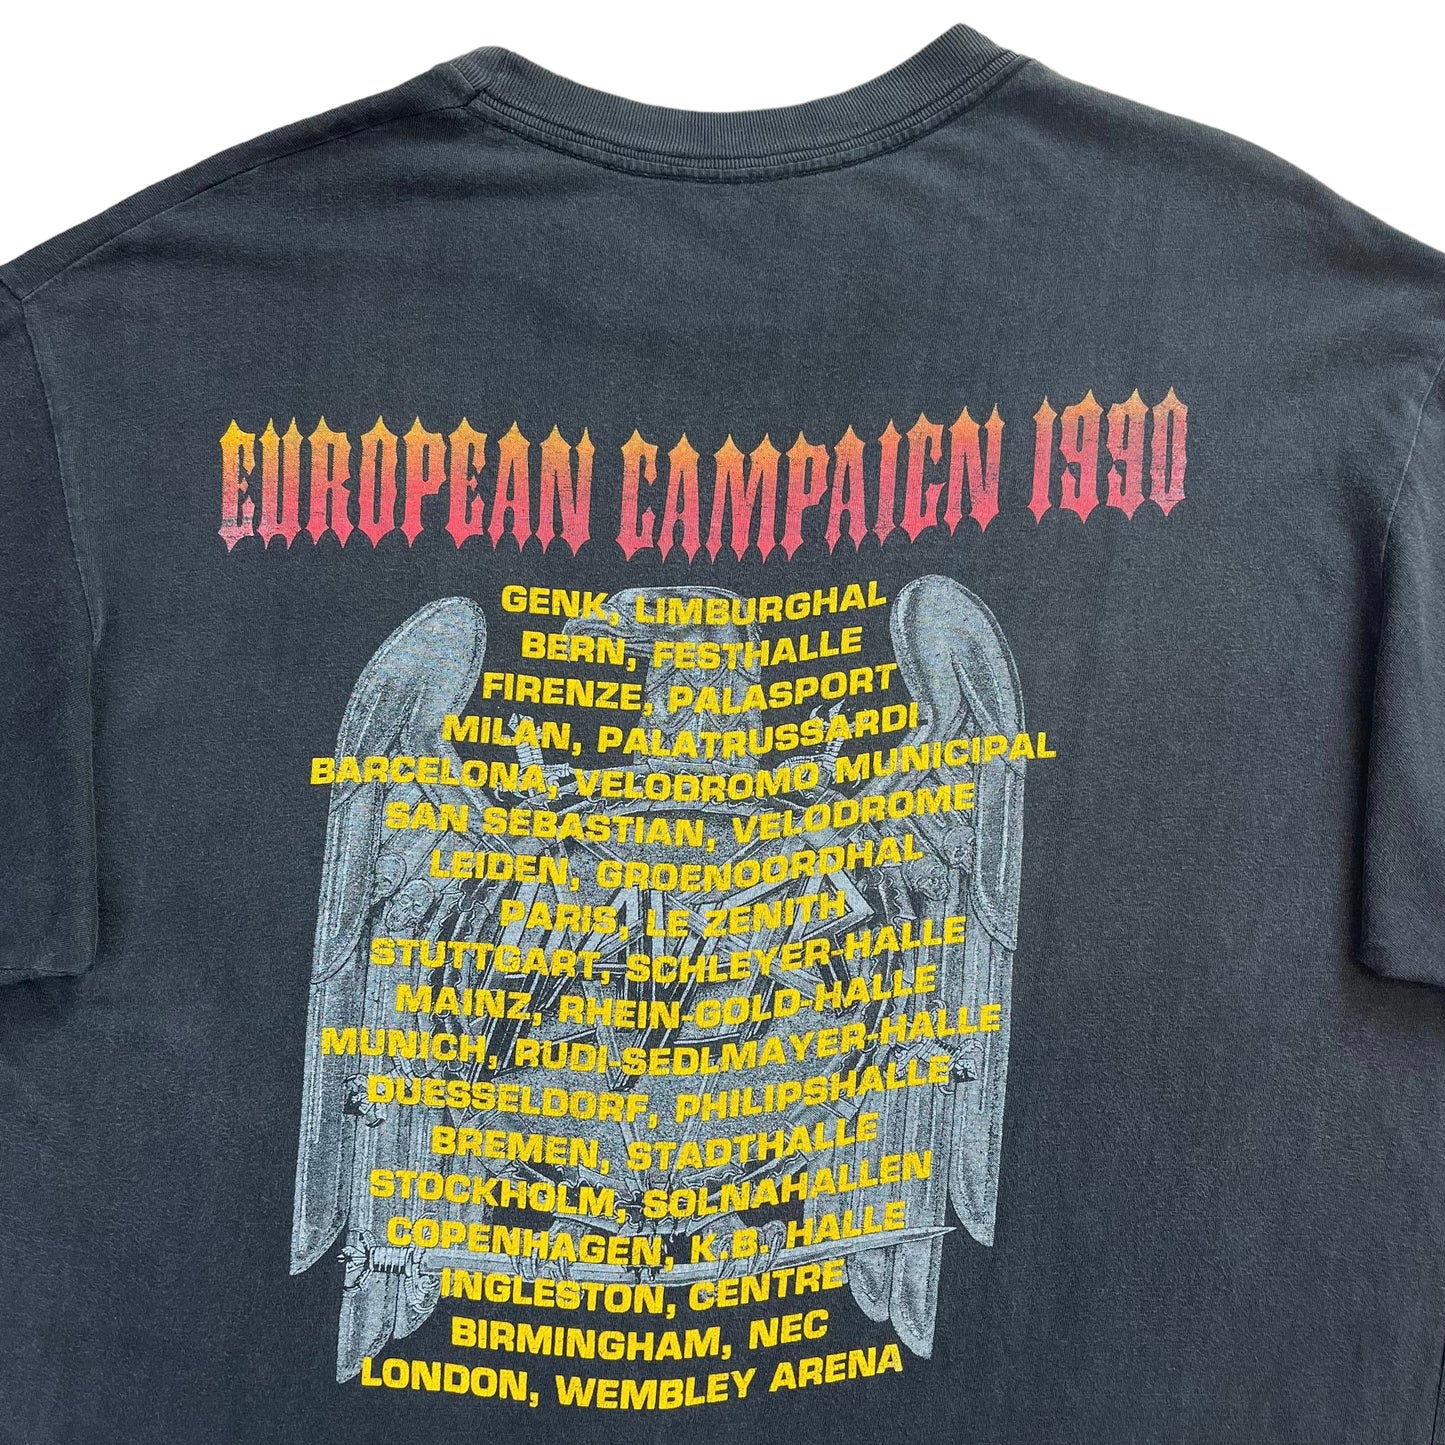 EUROPEAN CAMPAIGN 1990
GENK, LIMBURGHAL
BERN, FESTHALLE
FIRENZE, PALASPORT
MILAN, PALATRUSSARDI
BARCELONA, VELODROMO MUNICIPAL
SAN SEBASTIAN, VELODROME
LEIDEN, GROENOORDHAL
PARIS, LE ZENITH
STUTTGART, SCHLEYER-HALLE
MAINZ, RHEIN-GOLD-HALLE
MUNICH, RUDI-SEDLMAYER-HALLE
DUESSELDORF, PHILIPSHALLE
BREMEN, STADTHALLE
STOCKHOLM, SOLNAHALLEN
COPENHAGEN, K.B. HALLE
INGLESTON, CENTRE
BIRMINGHAM, NEC
LONDON, WEMBLEY ARENA